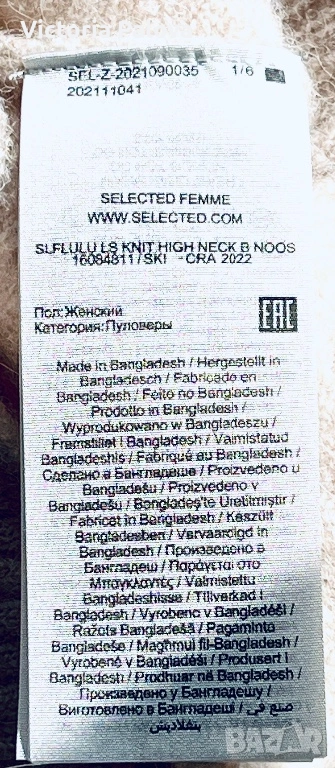 Victoria
SEL-Z-2021090035 1/6
202111041
SELECTED FEMME
WWW.SELECTED.COM
SLFLULU LS KNIT HIGH NECK B NOOS
16084811/SKI -CRA 2022
Пол:Женский
Категория:Пуловеры
EAC
Made in Bangladesh / Hergestellt in
Bangladesch / Fabricado en
Bangladesh / Feito no Bangladesh /
Prodotto in Bangladesh /
Wyprodukowano w Bangladeszu /
Fremstillet i Bangladesh / Valmistatud
Bangladeshis / Fabriqué au Bangladesh /
Сделано в Бангладеше / Proizvedeno u
Bangladešu / Proizvedeno v
Bangladešu / Bangladeş'te Üretilmiştir /
Fabricat in Bangladesh / Készült
Bangladesben / Vervaardigd in
Bangladesh / Произведено в
Бангладеш / Παράγεται στο
Μπαγκλαντές / Valmistettu
Bangladeshissa / Tillverkad i
Bangladesh / Vyrobeno v Bangladéši /
Ražots Bangladešā / Pagaminta
Bangladeše / Magħmul fil-Bangladesh /
Vyrobené v Bangladéši / Produsert i
Bangladesh / Prodhuar në Bangladesh /
Произведено у Бангладешу /
Виготовлено в Бангладеші / صنع في
بنغلاديش
BAZAR